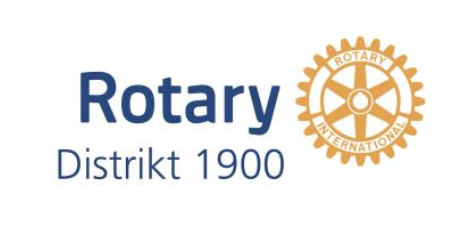 Rotary
Distrikt 1900
ROTARY
INTERNATIONAL